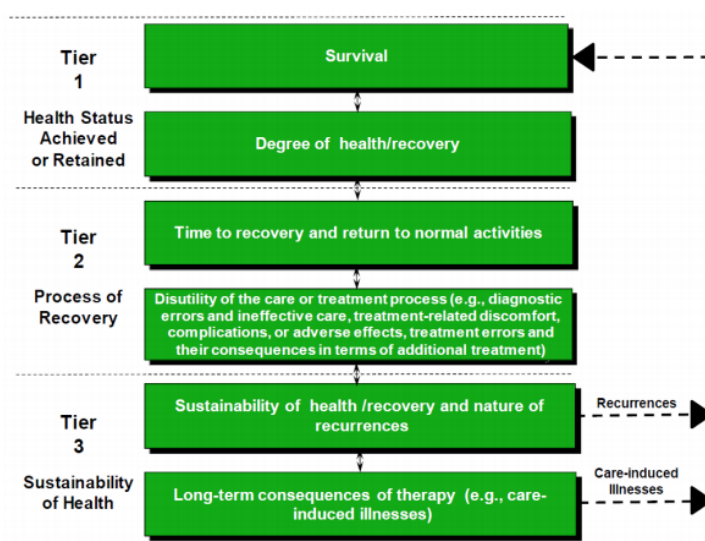 Tier
1
Health Status
Achieved
or Retained
Survival
Degree of health/recovery
Tier
2
Process of
Recovery
Time to recovery and return to normal activities
Disutility of the care or treatment process (e.g., diagnostic
errors and ineffective care, treatment-related discomfort,
complications, or adverse effects, treatment errors and
their consequences in terms of additional treatment)
Tier
3
Sustainability
of Health
Sustainability of health /recovery and nature of
recurrences
Recurrences
Long-term consequences of therapy (e.g., care-
induced illnesses)
Care-induced
Illnesses